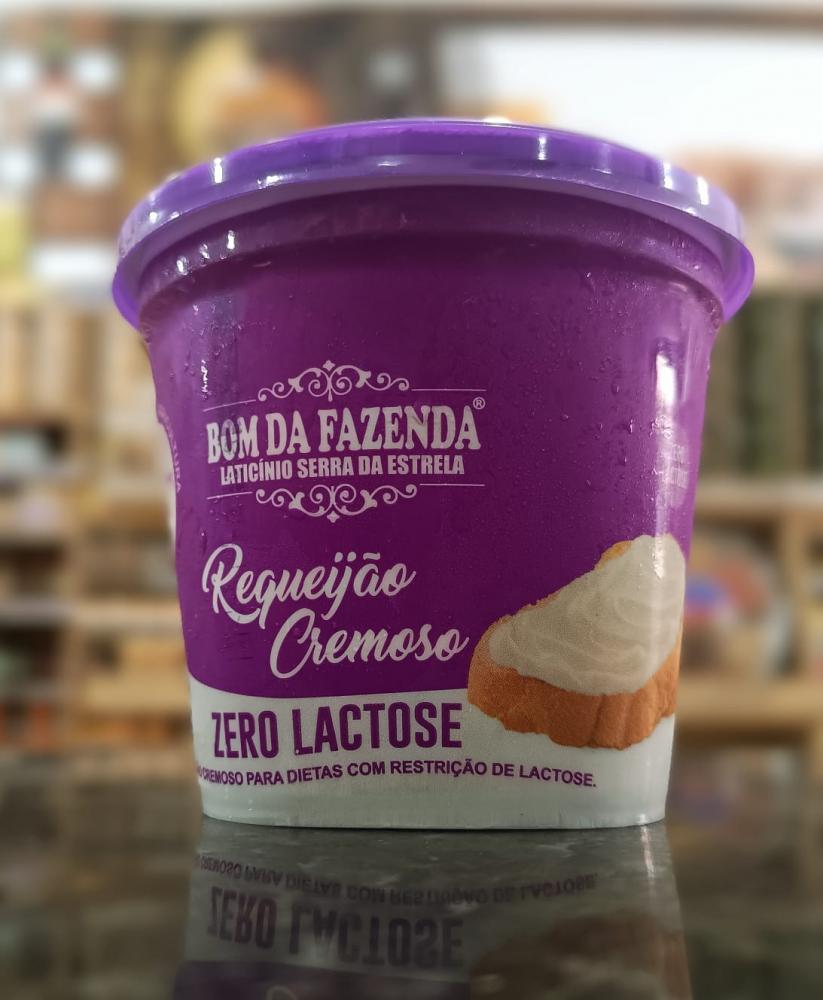 BOM DA FAZENDA®
LATICÍNIO SERRA DA ESTRELA
Requeijão
Cremoso
ZERO LACTOSE
CREMOSO PARA DIETAS COM RESTRIÇÃO DE LACTOSE.